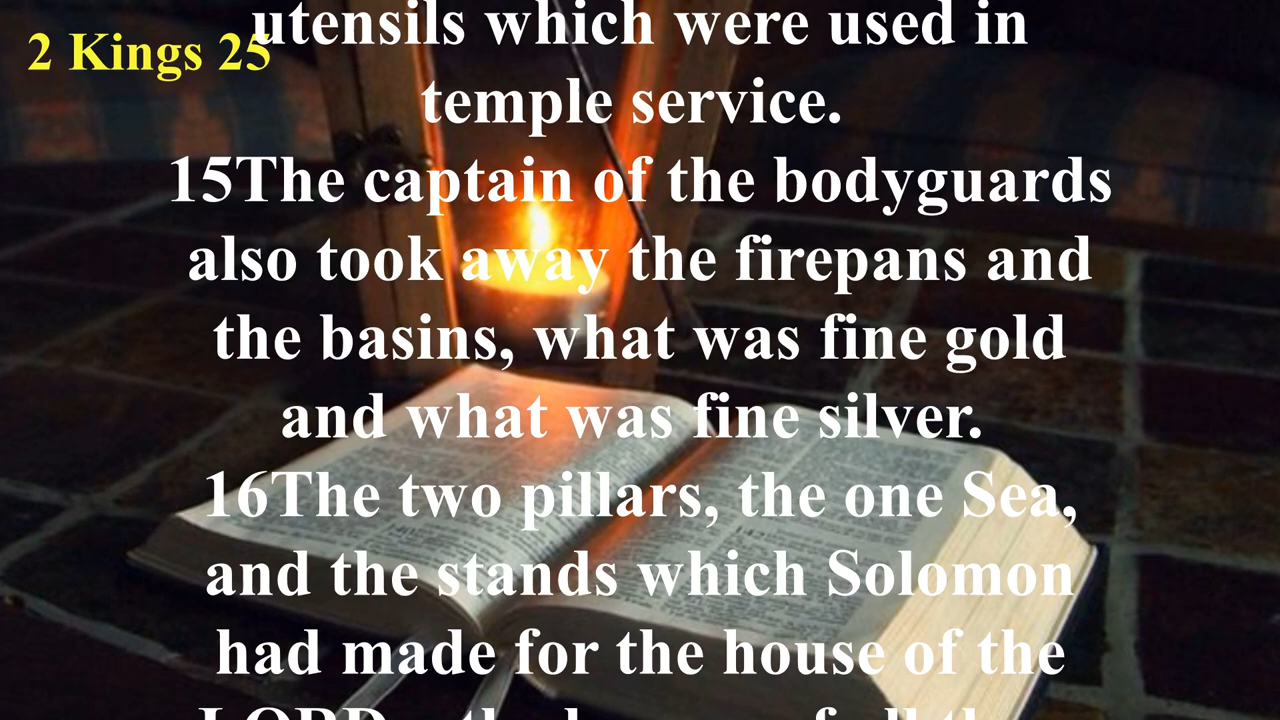 2 Kings 25
utensils which were used in
temple service.
15The captain of the bodyguards
also took away the firepans and
the basins, what was fine gold
and what was fine silver.
16The two pillars, the one Sea,
and the stands which Solomon
had made for the house of the